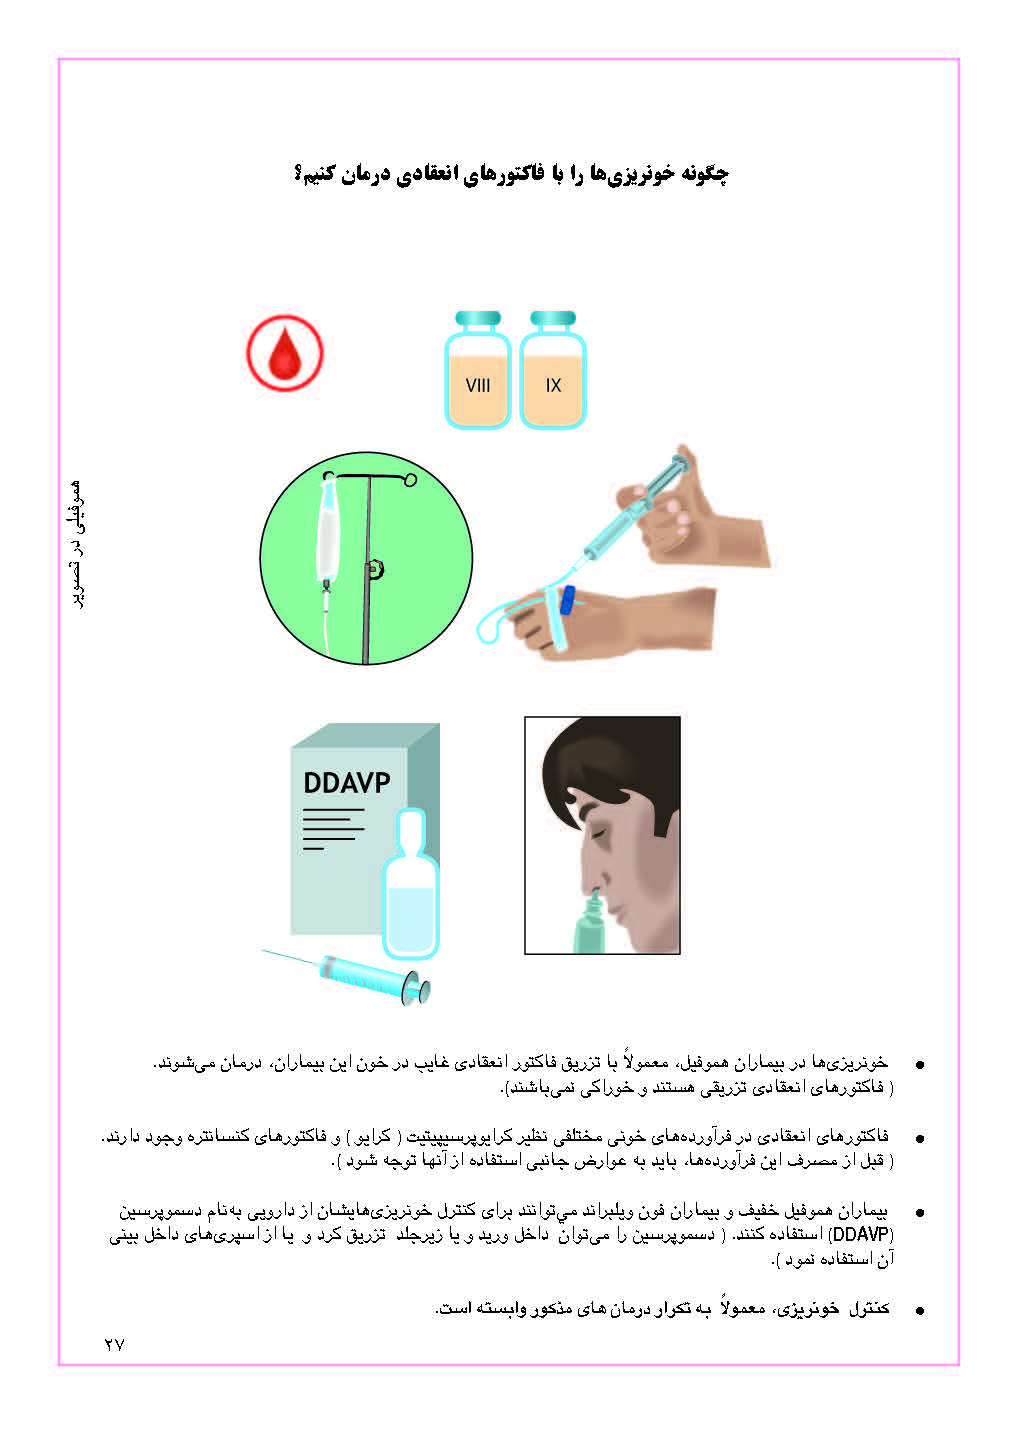 چگونه خونریزی‌ها را با فاکتورهای انعقادی درمان کنیم؟
VIII
IX
هموفیلی در تصویر
DDAVP
● خونریزی‌ها در بیماران هموفیل، معمولاً با تزریق فاکتور انعقادی غایب در خون این بیماران، درمان می‌شوند.
( فاکتورهای انعقادی تزریقی هستند و خوراکی نمی‌باشند).
● فاکتورهای انعقادی در فرآورده‌های خونی مختلفی نظیر کرایوپرسیپیتیت ( کرایو ) و فاکتورهای کنسانتره وجود دارند.
( قبل از مصرف این فرآورده‌ها، باید به عوارض جانبی استفاده از آنها توجه شود ).
● بیماران هموفیل خفیف و بیماران فون ویلبراند می‌توانند برای کنترل خونریزی‌هایشان از دارویی به‌نام دسموپرسین
(DDAVP) استفاده کنند. ( دسموپرسین را می‌توان داخل ورید و یا زیرجلد تزریق کرد و یا از اسپری‌های داخل بینی
آن استفاده نمود ).
● کنترل خونریزی، معمولاً به تکرار درمان های مذکور وابسته است.
۲۷